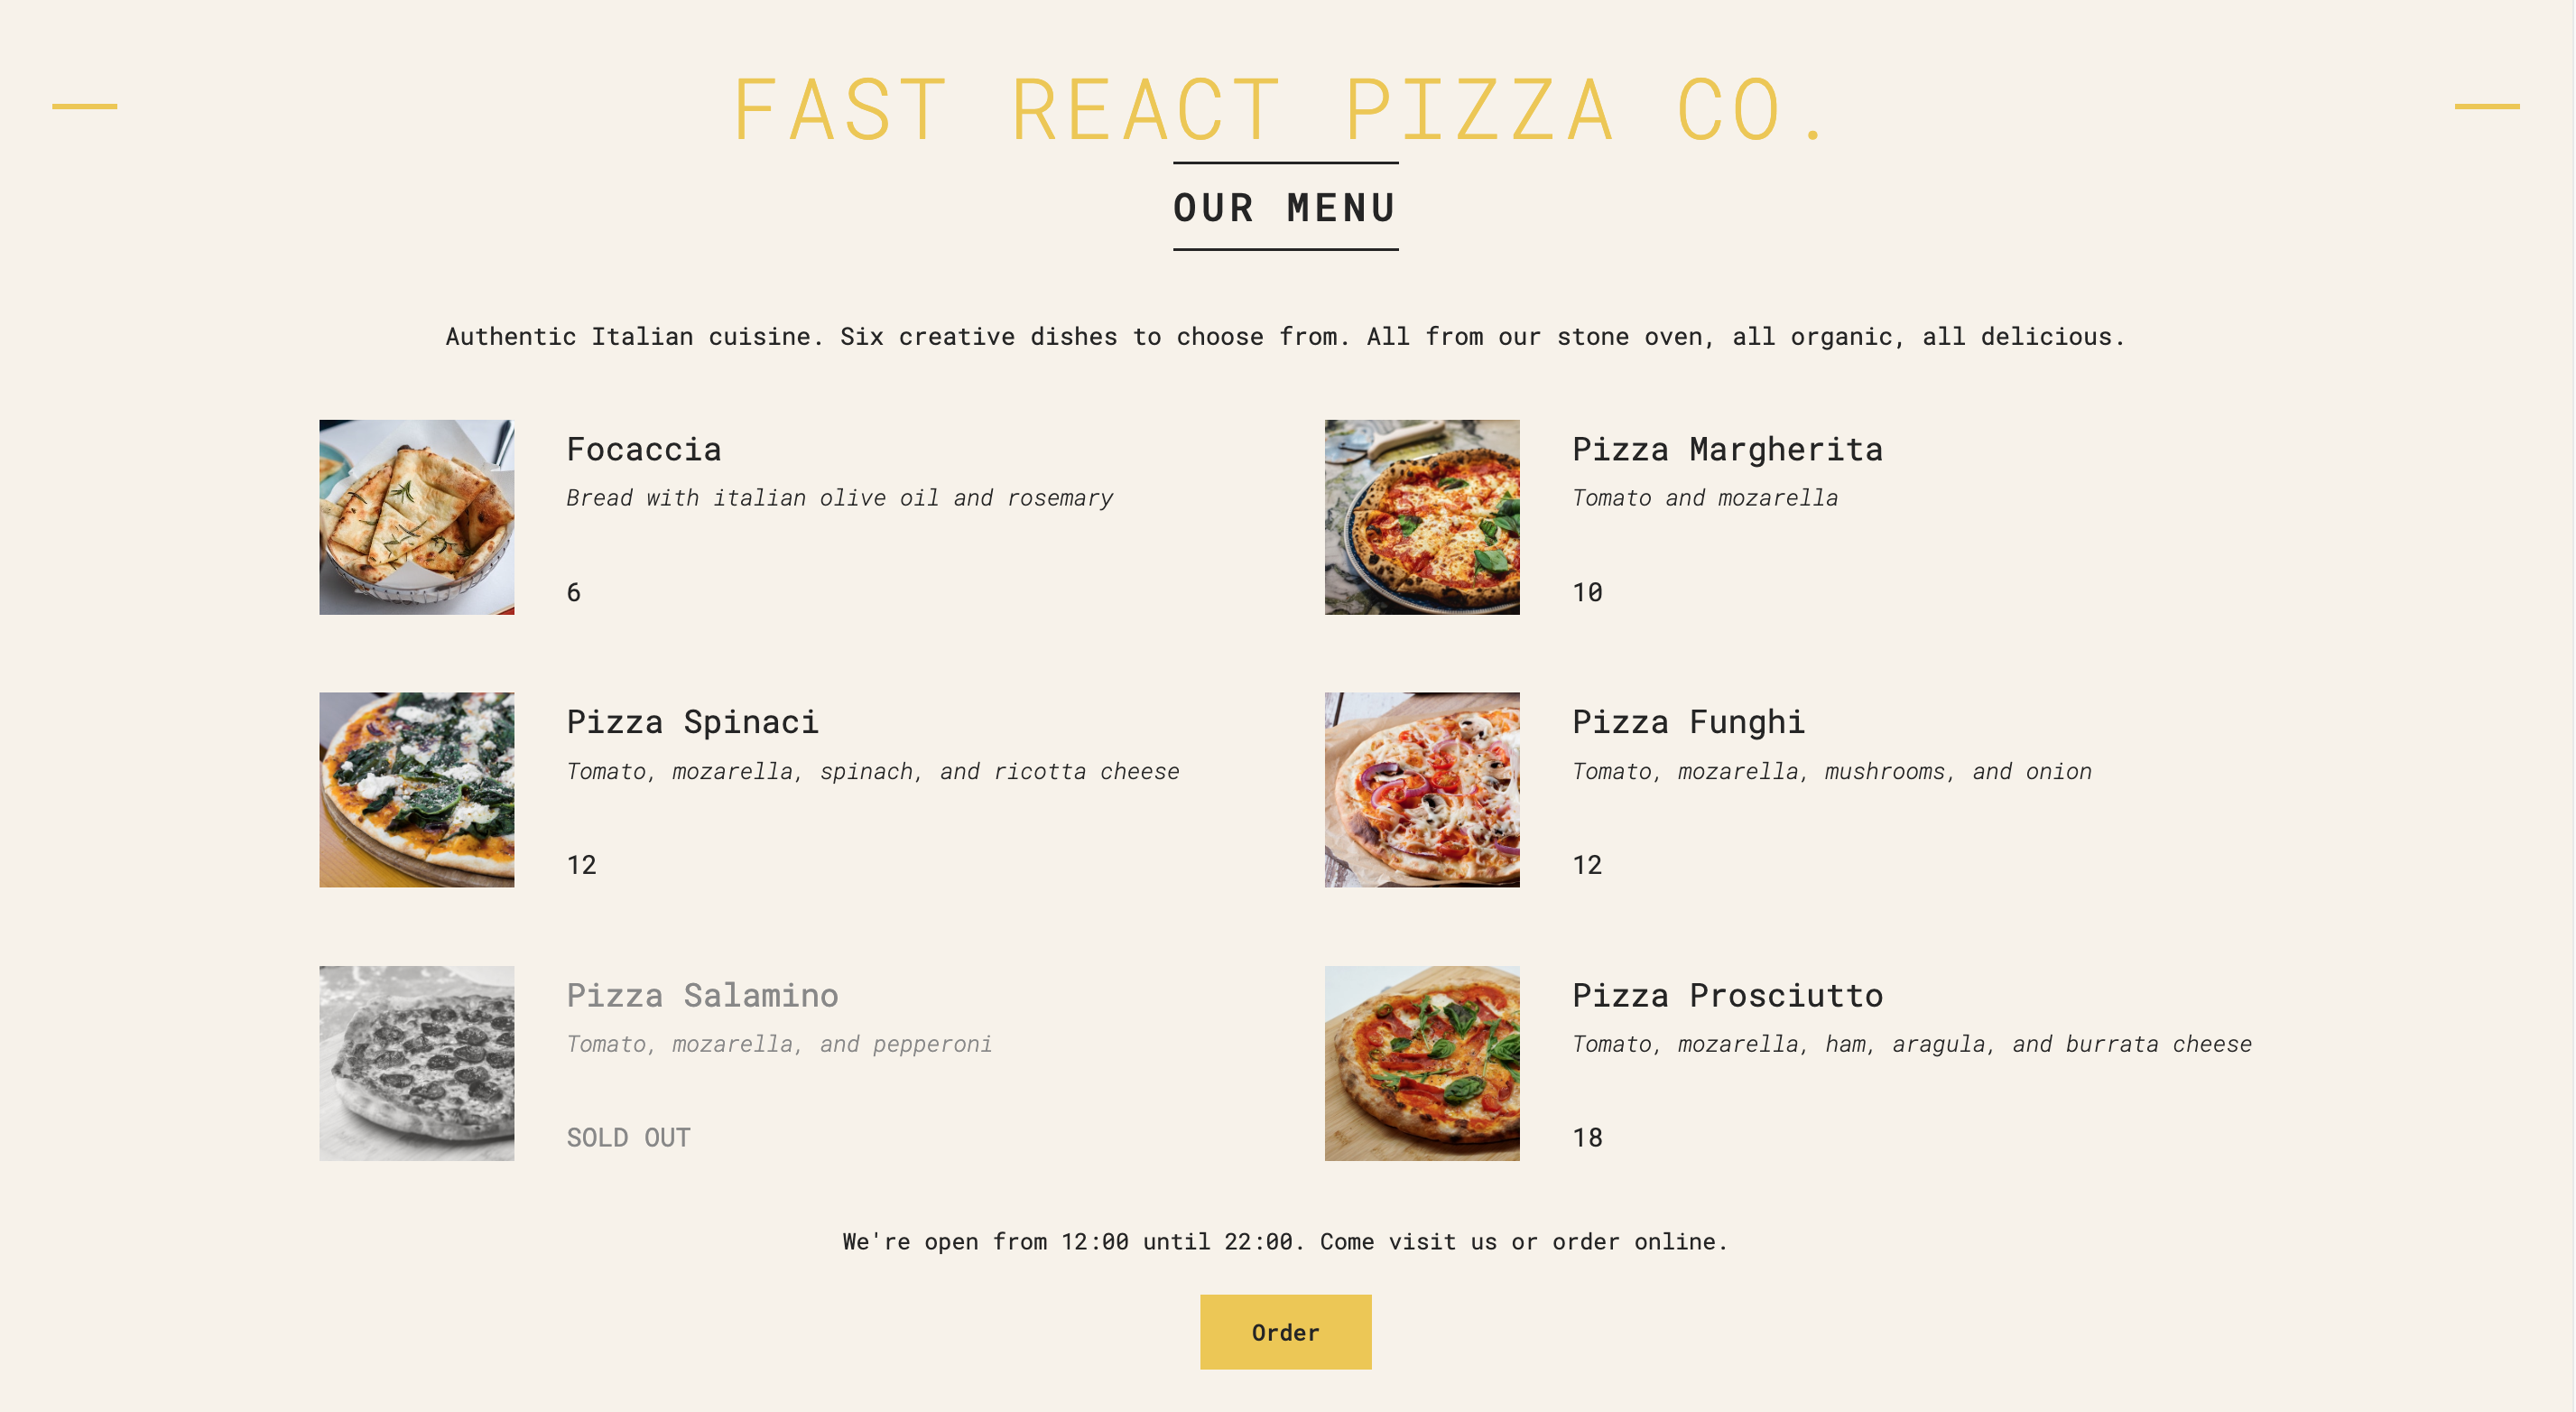 FAST REACT PIZZA CO.
OUR MENU
Authentic Italian cuisine. Six creative dishes to choose from. All from our stone oven, all organic, all delicious.
Focaccia
Bread with italian olive oil and rosemary
6
Pizza Margherita
Tomato and mozarella
10
Pizza Spinaci
Tomato, mozarella, spinach, and ricotta cheese
12
Pizza Funghi
Tomato, mozarella, mushrooms, and onion
12
Pizza Salamino
Tomato, mozarella, and pepperoni
SOLD OUT
Pizza Prosciutto
Tomato, mozarella, ham, aragula, and burrata cheese
18
We're open from 12:00 until 22:00. Come visit us or order online.
Order